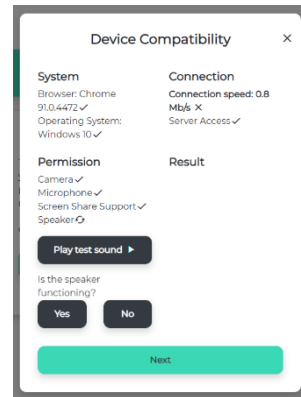 Device Compatibility ×
System
Browser: Chrome
91.0.4472 ✓
Operating System:
Windows 10 ✓
Connection
Connection speed: 0.8
Mb/s ×
Server Access ✓
Permission
Camera ✓
Microphone ✓
Screen Share Support ✓
Speaker
Result
Play test sound
Is the speaker
functioning?
Yes
No
Next